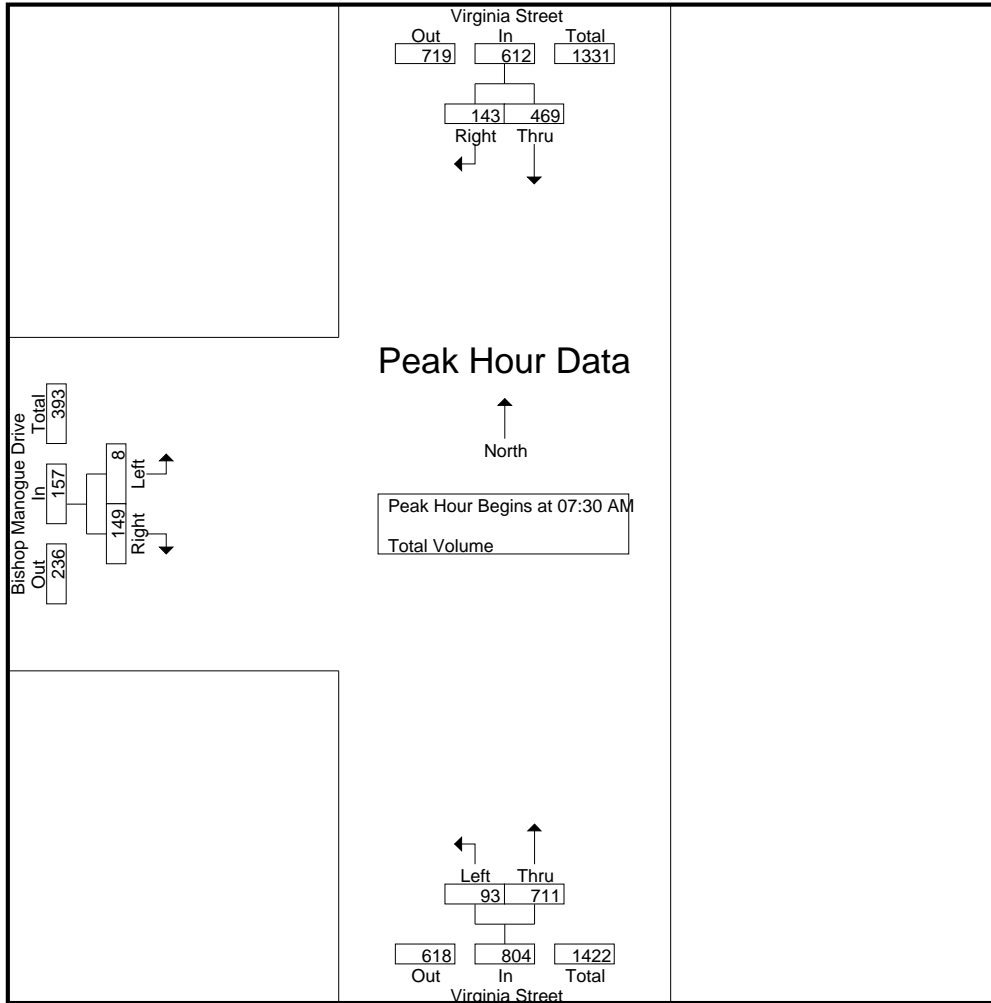 Virginia Street
Out In Total
719 612 1331
143 469
Right Thru
Peak Hour Data
North
Peak Hour Begins at 07:30 AM
Total Volume
Bishop Manogue Drive
Out In Total
236 157 393
149 8
Right Left
Left Thru
93 711
618 804 1422
Out In Total
Virginia Street